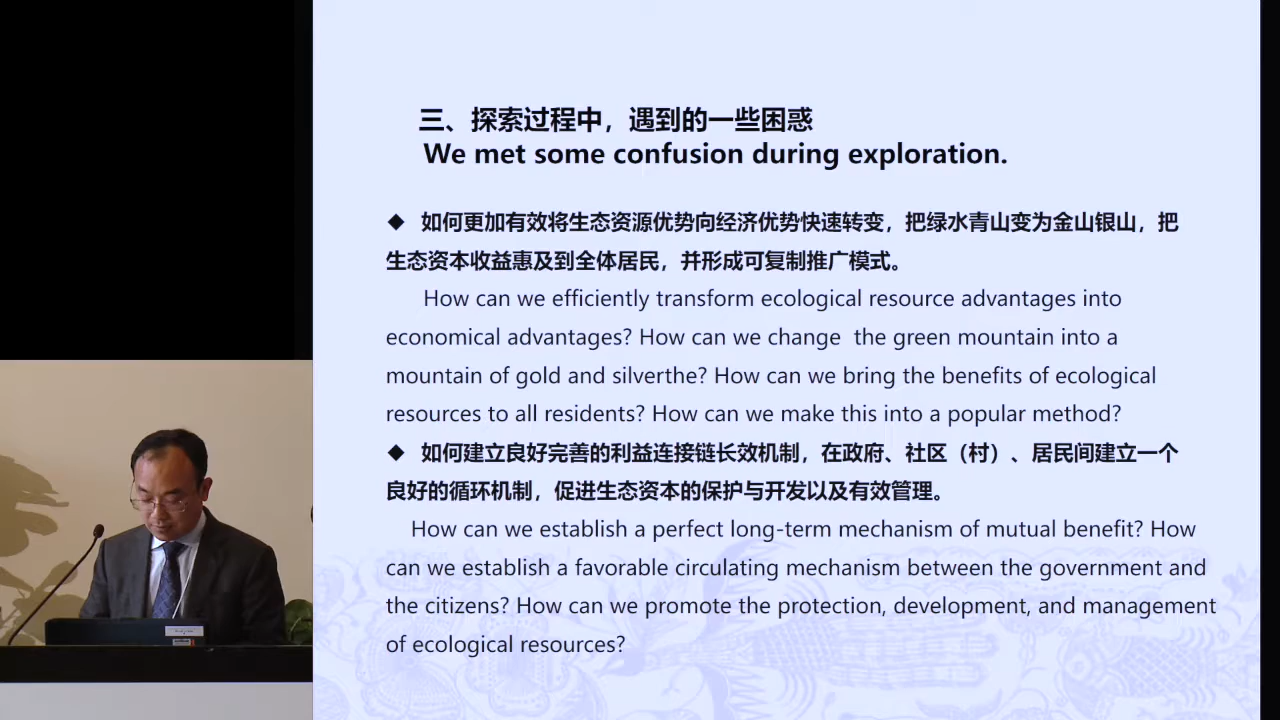 三、探索过程中，遇到的一些困惑
We met some confusion during exploration.
◆ 如何更加有效将生态资源优势向经济优势快速转变，把绿水青山变为金山银山，把
生态资本收益惠及到全体居民，并形成可复制推广模式。
How can we efficiently transform ecological resource advantages into
economical advantages? How can we change the green mountain into a
mountain of gold and silverthe? How can we bring the benefits of ecological
resources to all residents? How can we make this into a popular method?
◆ 如何建立良好完善的利益连接链长效机制，在政府、社区（村）、居民间建立一个
良好的循环机制，促进生态资本的保护与开发以及有效管理。
How can we establish a perfect long-term mechanism of mutual benefit? How
can we establish a favorable circulating mechanism between the government and
the citizens? How can we promote the protection, development, and management
of ecological resources?